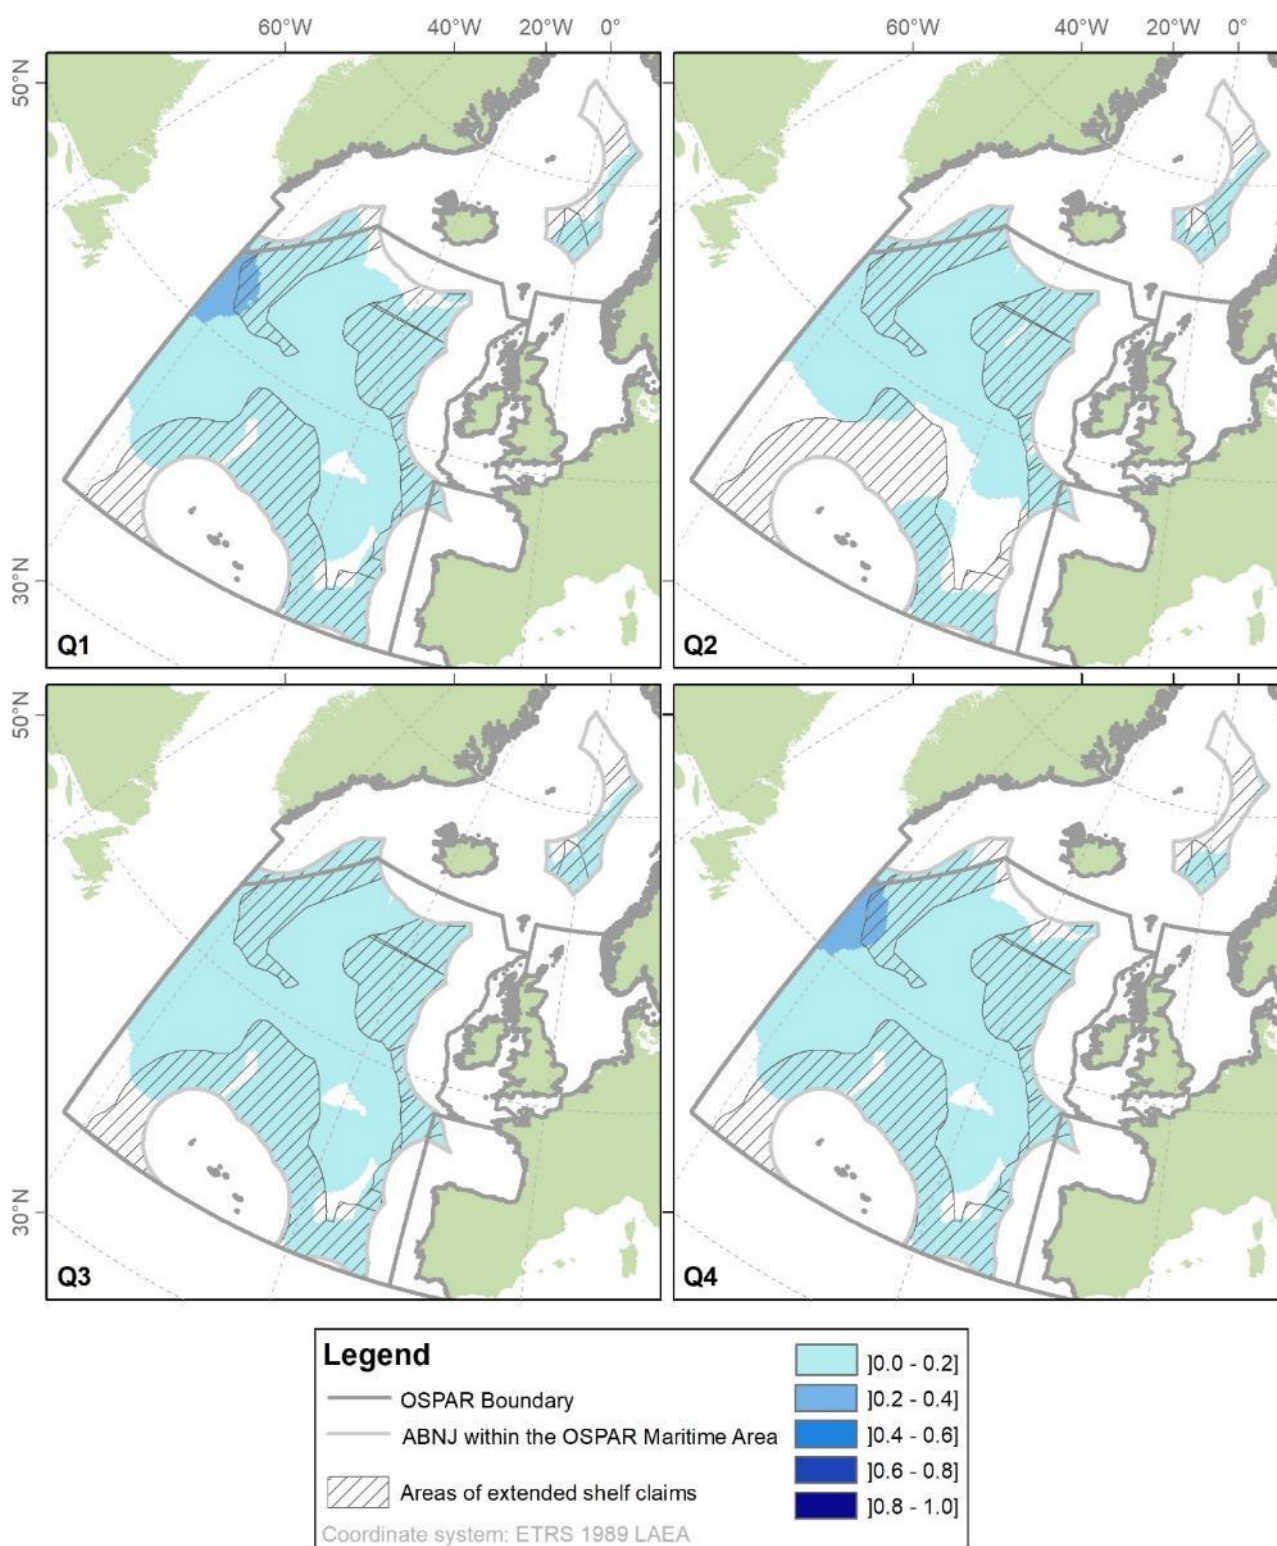 60°W 40°W 20°W 0° 60°W 40°W 20°W 0°
50°N
30°N
Q1 Q2
50°N
30°N
Q3 Q4
Legend
OSPAR Boundary
ABNJ within the OSPAR Maritime Area
Areas of extended shelf claims
Coordinate system: ETRS 1989 LAEA
]0.0 - 0.2]
]0.2 - 0.4]
]0.4 - 0.6]
]0.6 - 0.8]
]0.8 - 1.0]